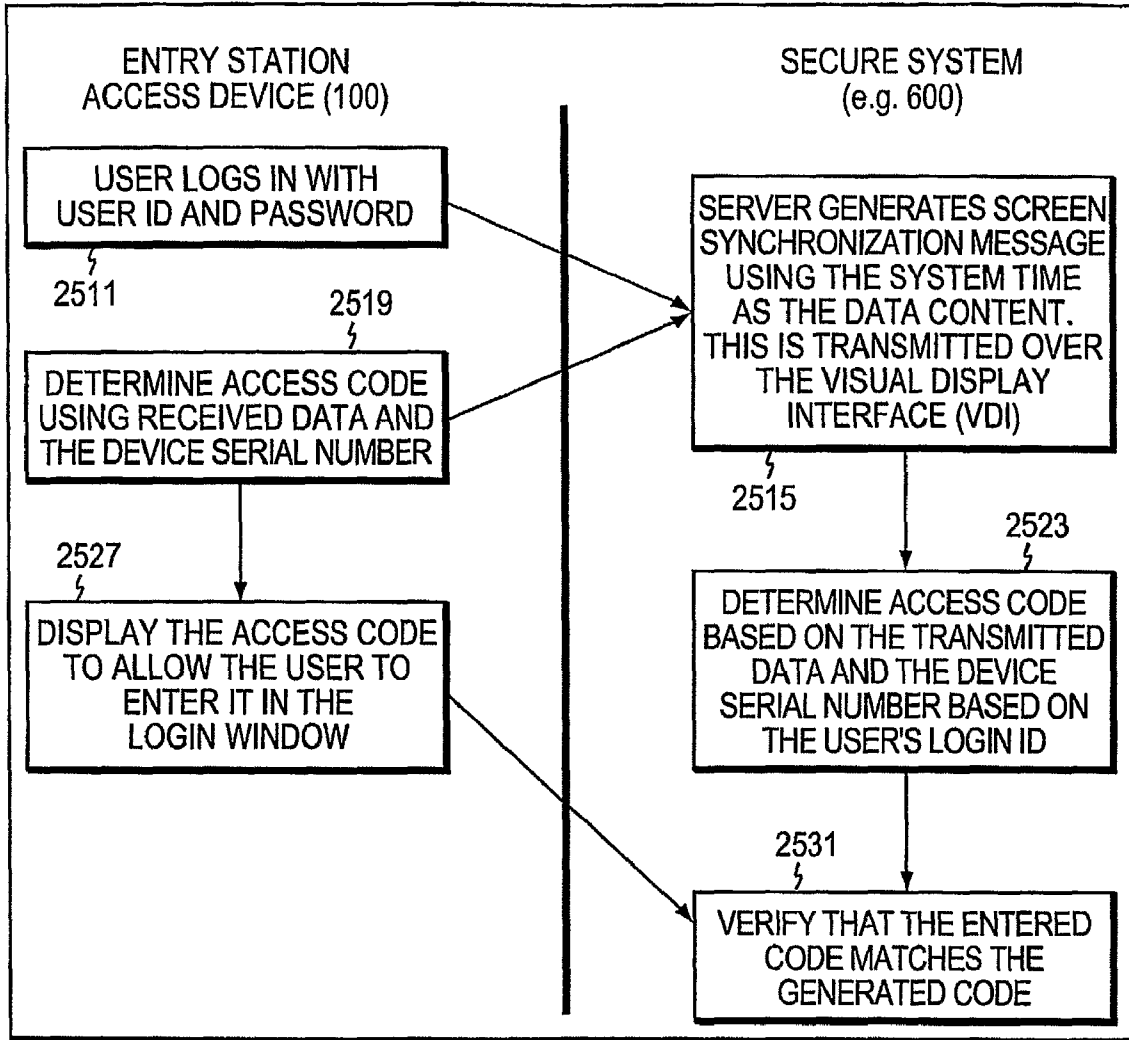 ENTRY STATION
ACCESS DEVICE (100)
SECURE SYSTEM
(e.g. 600)
USER LOGS IN WITH
USER ID AND PASSWORD
2511
SERVER GENERATES SCREEN
SYNCHRONIZATION MESSAGE
USING THE SYSTEM TIME
AS THE DATA CONTENT.
THIS IS TRANSMITTED OVER
THE VISUAL DISPLAY
INTERFACE (VDI)
2515
2519
DETERMINE ACCESS CODE
USING RECEIVED DATA AND
THE DEVICE SERIAL NUMBER
2523
DETERMINE ACCESS CODE
BASED ON THE TRANSMITTED
DATA AND THE DEVICE
SERIAL NUMBER BASED ON
THE USER'S LOGIN ID
2527
DISPLAY THE ACCESS CODE
TO ALLOW THE USER TO
ENTER IT IN THE
LOGIN WINDOW
2531
VERIFY THAT THE ENTERED
CODE MATCHES THE
GENERATED CODE